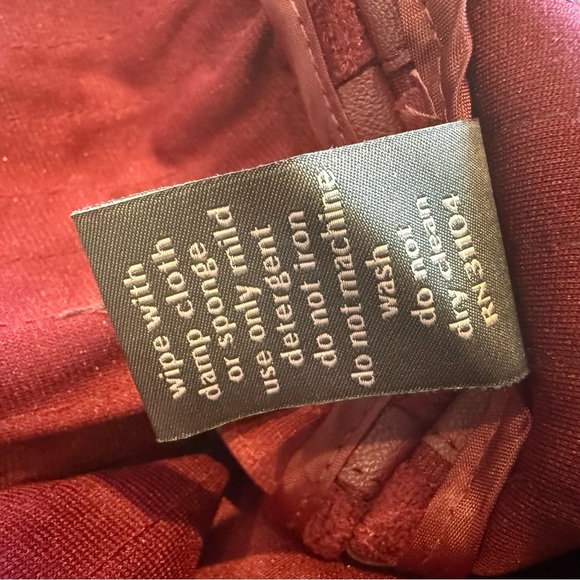 wipe with
damp cloth
or sponge
use only mild
detergent
do not iron
do not machine
wash
do not
dry clean
RN31104